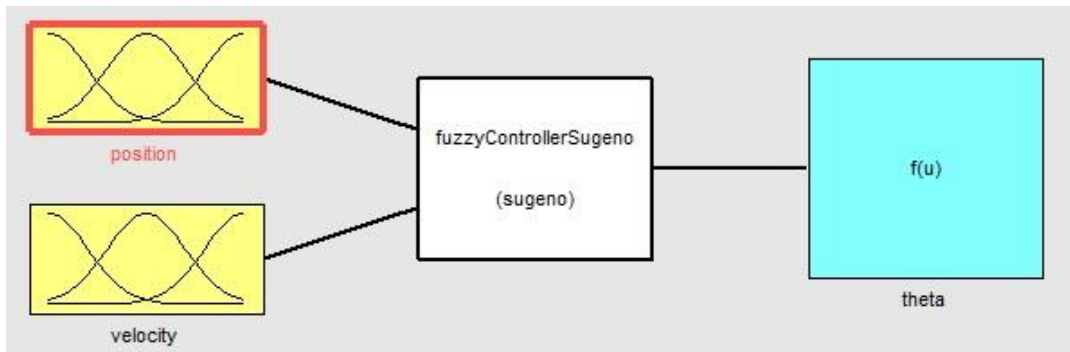 position
velocity
fuzzyControllerSugeno
(sugeno)
f(u)
theta